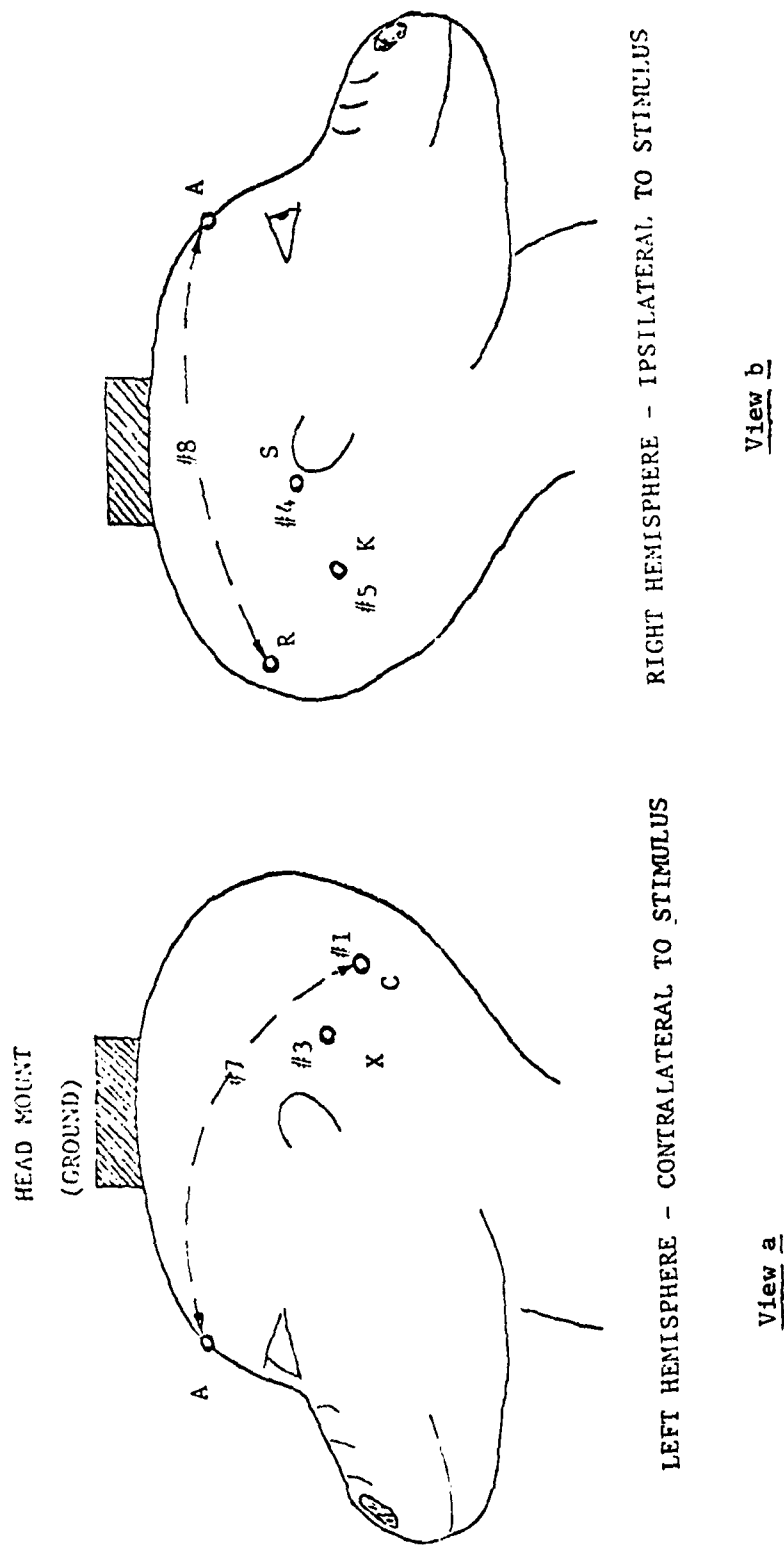 HEAD MOUNT
(GROUND)
A
#7
#3
#1
X
C
LEFT HEMISPHERE - CONTRALATERAL TO STIMULUS
View a
A
#8
S
#4
K
#5
R
RIGHT HEMISPHERE - IPSILATERAL TO STIMULUS
View b